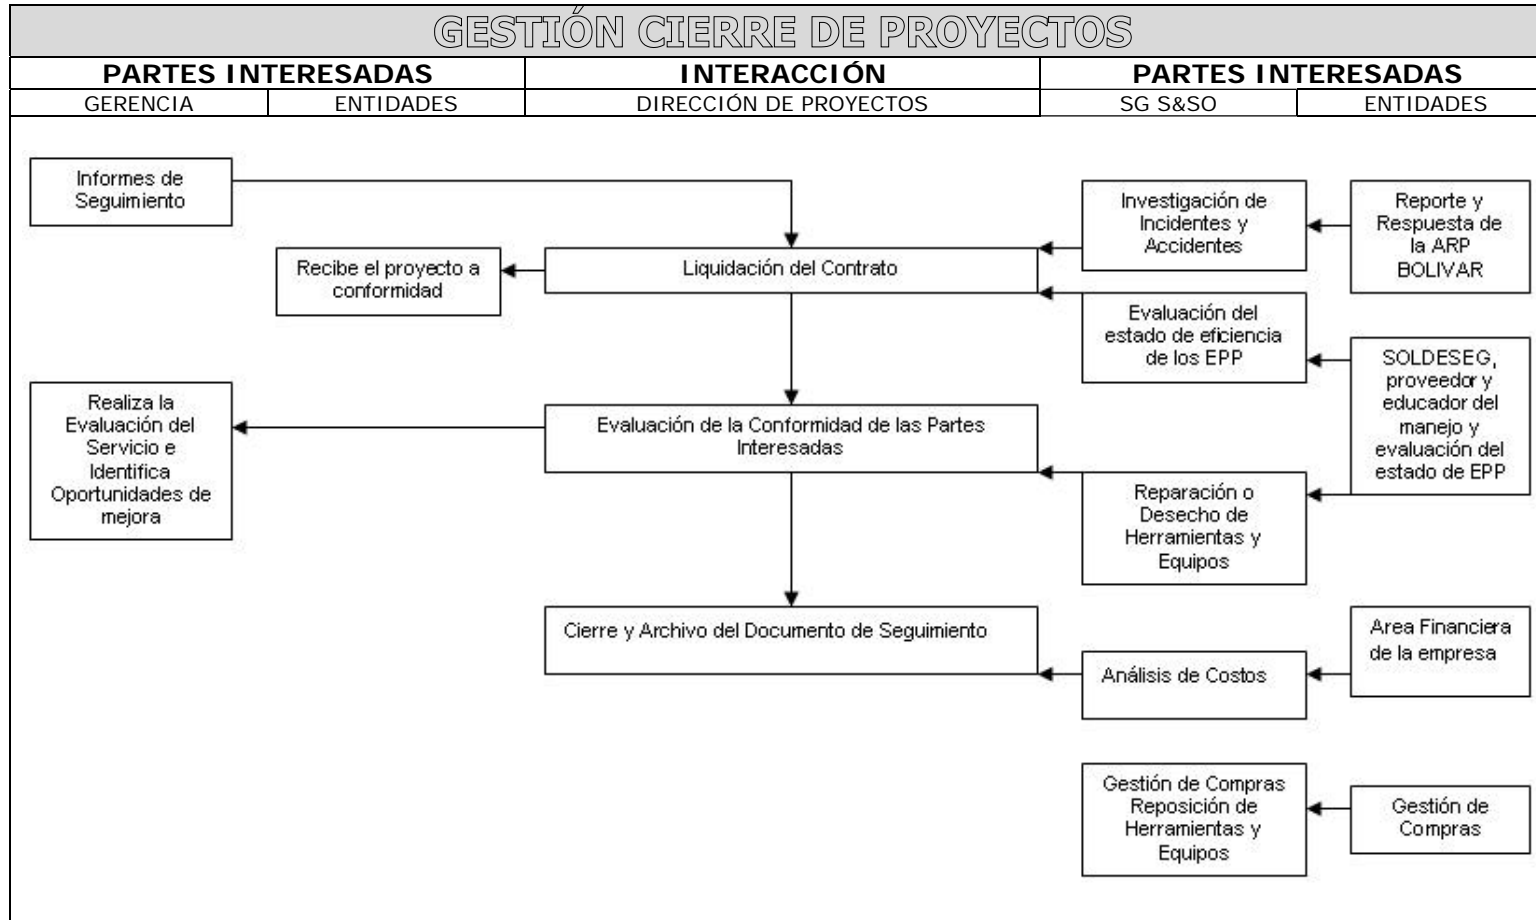 GESTIÓN CIERRE DE PROYECTOS
PARTES INTERESADAS
INTERACCIÓN
PARTES INTERESADAS
GERENCIA
ENTIDADES
DIRECCIÓN DE PROYECTOS
SG S&SO
ENTIDADES
Informes de
Seguimiento
Investigación de
Incidentes y
Accidentes
Reporte y
Respuesta de
la ARP
BOLIVAR
Recibe el proyecto a
conformidad
Liquidación del Contrato
Evaluación del
estado de eficiencia
de los EPP
SOLDESEG,
proveedor y
educador del
manejo y
evaluación del
estado de EPP
Realiza la
Evaluación del
Servicio e
Identifica
Oportunidades de
mejora
Evaluación de la Conformidad de las Partes
Interesadas
Reparación o
Desecho de
Herramientas y
Equipos
Cierre y Archivo del Documento de Seguimiento
Area Financiera
de la empresa
Análisis de Costos
Gestión de Compras
Reposición de
Herramientas y
Equipos
Gestión de
Compras